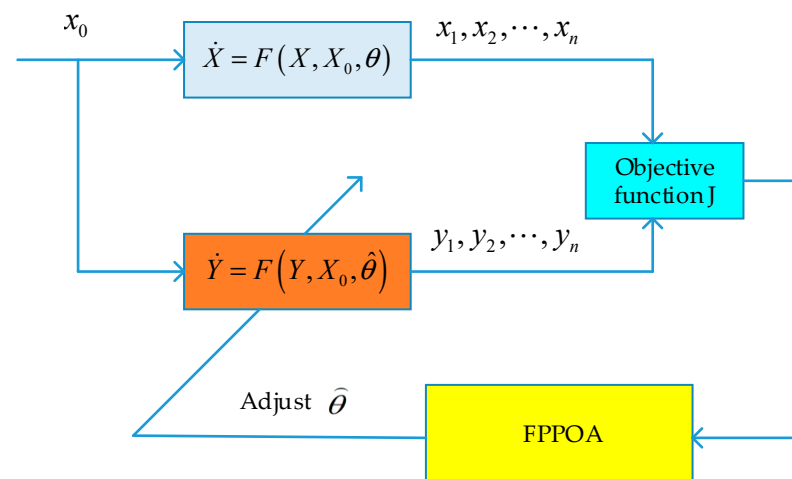 x₀
Ẋ = F(X, X₀, θ)
x₁, x₂, ⋯, xₙ
Objective
function J
Ẏ = F(Y, X₀, θ̂)
y₁, y₂, ⋯, yₙ
Adjust θ̂
FPPOA